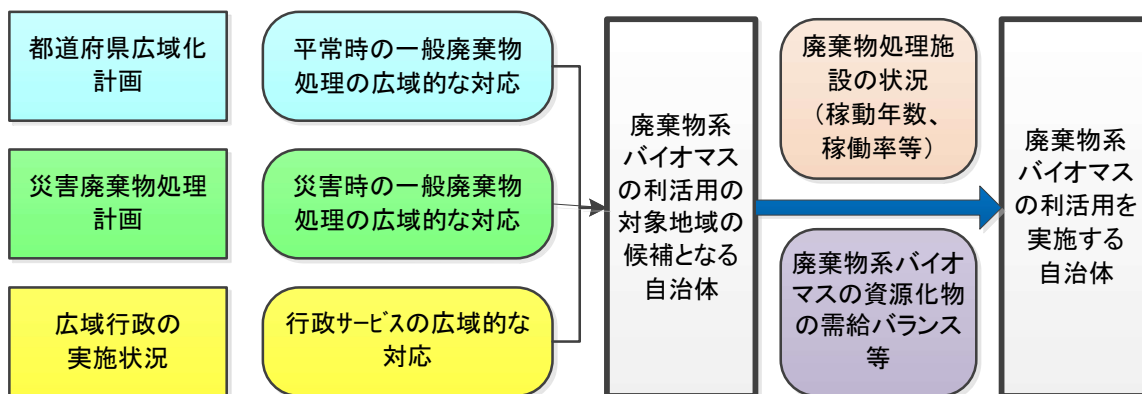 都道府県広域化
計画
平常時の一般廃棄物
処理の広域的な対応
災害廃棄物処理
計画
災害時の一般廃棄物
処理の広域的な対応
広域行政の
実施状況
行政ｻｰﾋﾞｽの広域的な
対応
廃棄物系
バイオマス
の利活用の
対象地域の
候補となる
自治体
廃棄物処理施
設の状況
（稼動年数、
稼働率等）
廃棄物系バイオ
マスの資源化物
の需給バランス
等
廃棄物系
バイオマス
の利活用を
実施する
自治体